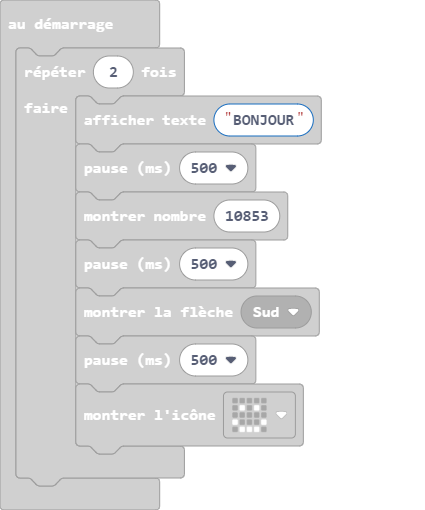 au démarrage
répéter 2 fois
faire
afficher texte "BONJOUR"
pause (ms) 500
montrer nombre 10853
pause (ms) 500
montrer la flèche Sud
pause (ms) 500
montrer l'icône